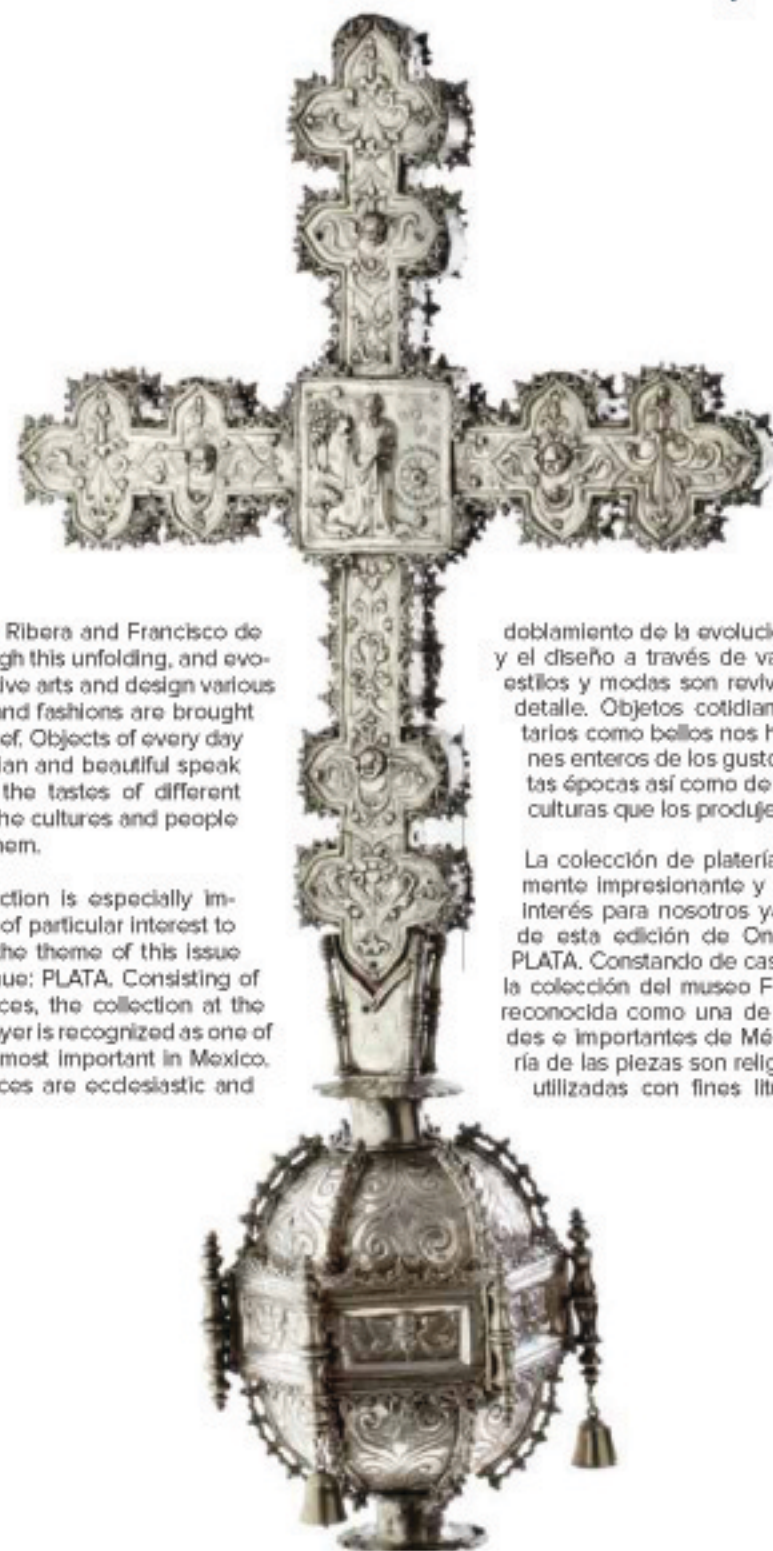 Ribera and Francisco de
gh this unfolding, and evo-
ive arts and design various
and fashions are brought
ef. Objects of every day
ian and beautiful speak
the tastes of different
he cultures and people
hem.
ction is especially im-
of particular interest to
the theme of this issue
ue: PLATA. Consisting of
ces, the collection at the
yer is recognized as one of
most important in Mexico.
ces are ecclesiastic and
doblamiento de la evolució
y el diseño a través de va
estilos y modas son reviv
detalle. Objetos cotidian
tarios como bellos nos h
nes enteros de los gusto
tas épocas así como de
culturas que los produje
La colección de platería
mente impresionante y
interés para nosotros ya
de esta edición de On
PLATA. Constando de cas
la colección del museo F
reconocida como una de
des e importantes de Mé
ría de las piezas son relig
utilizadas con fines lit